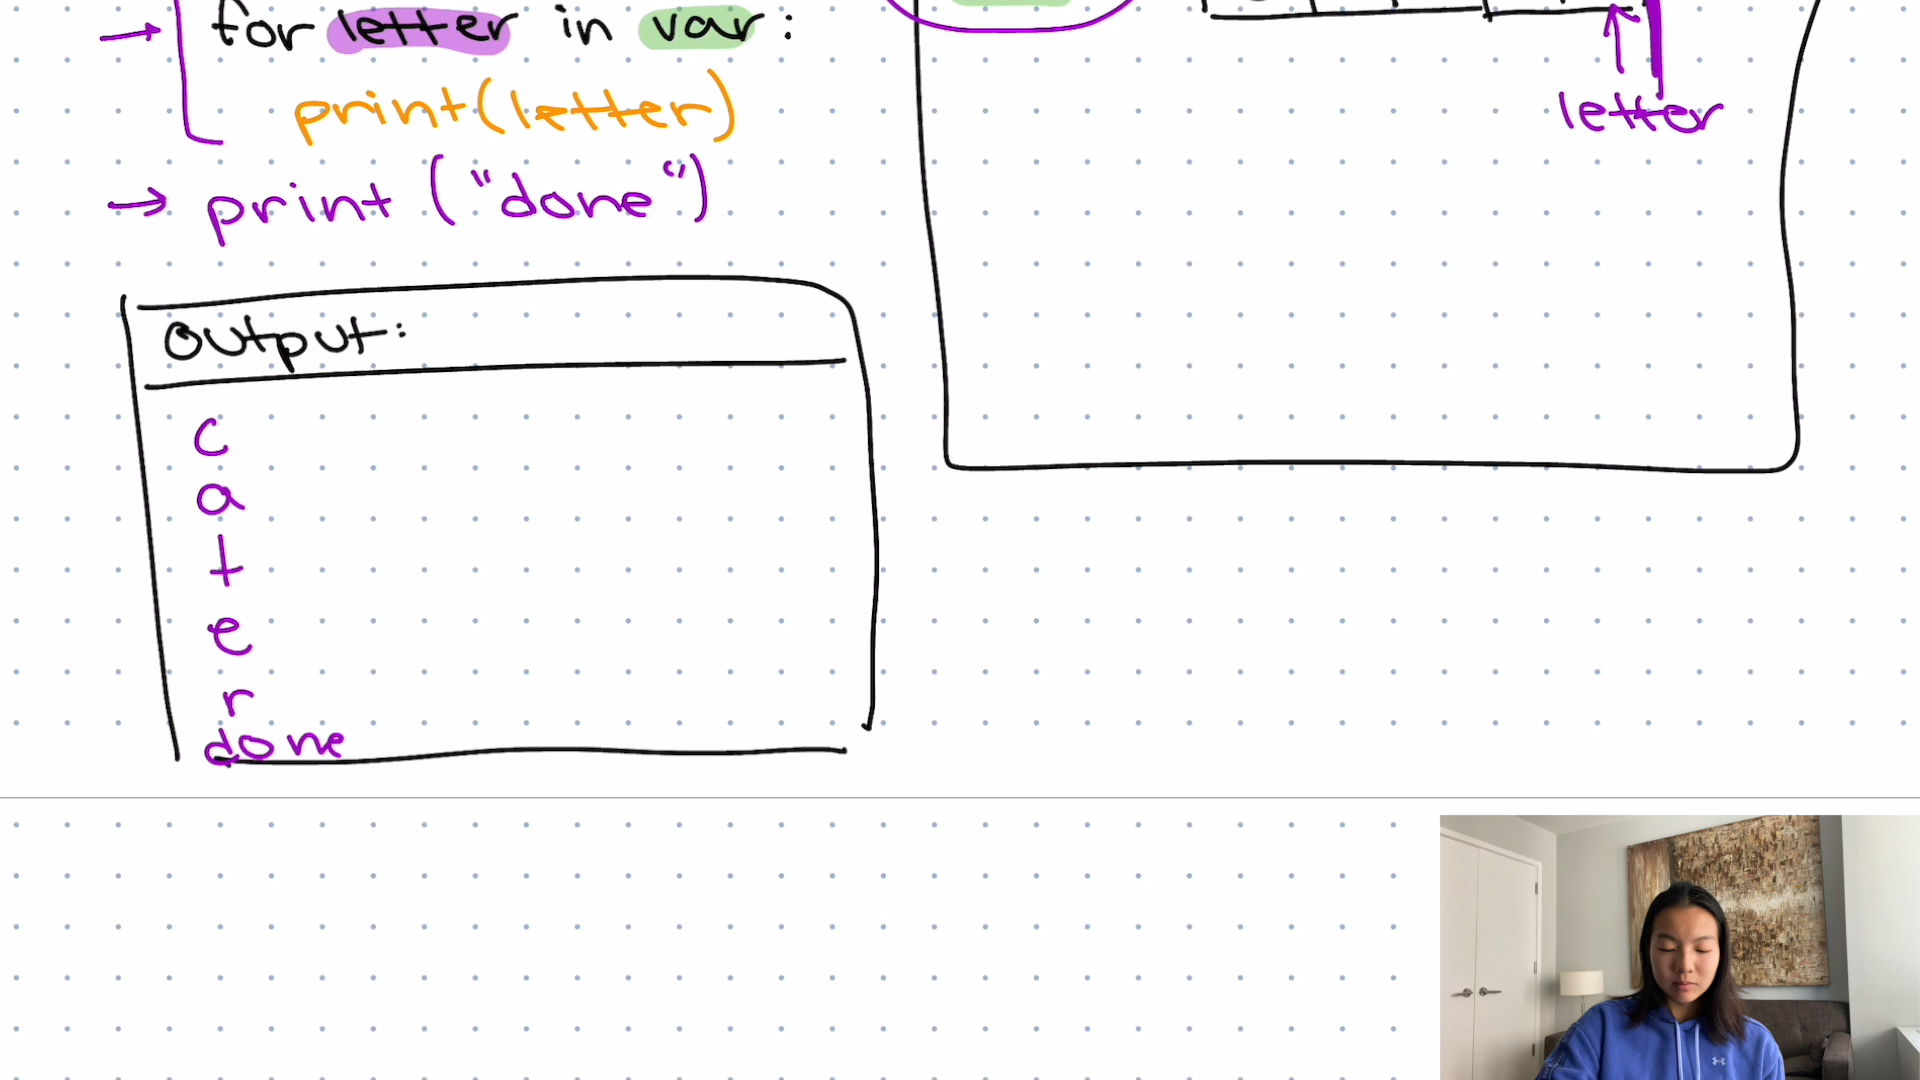 for letter in var:
print(letter)
print ("done")
letter
Output:
c
a
t
e
r
done